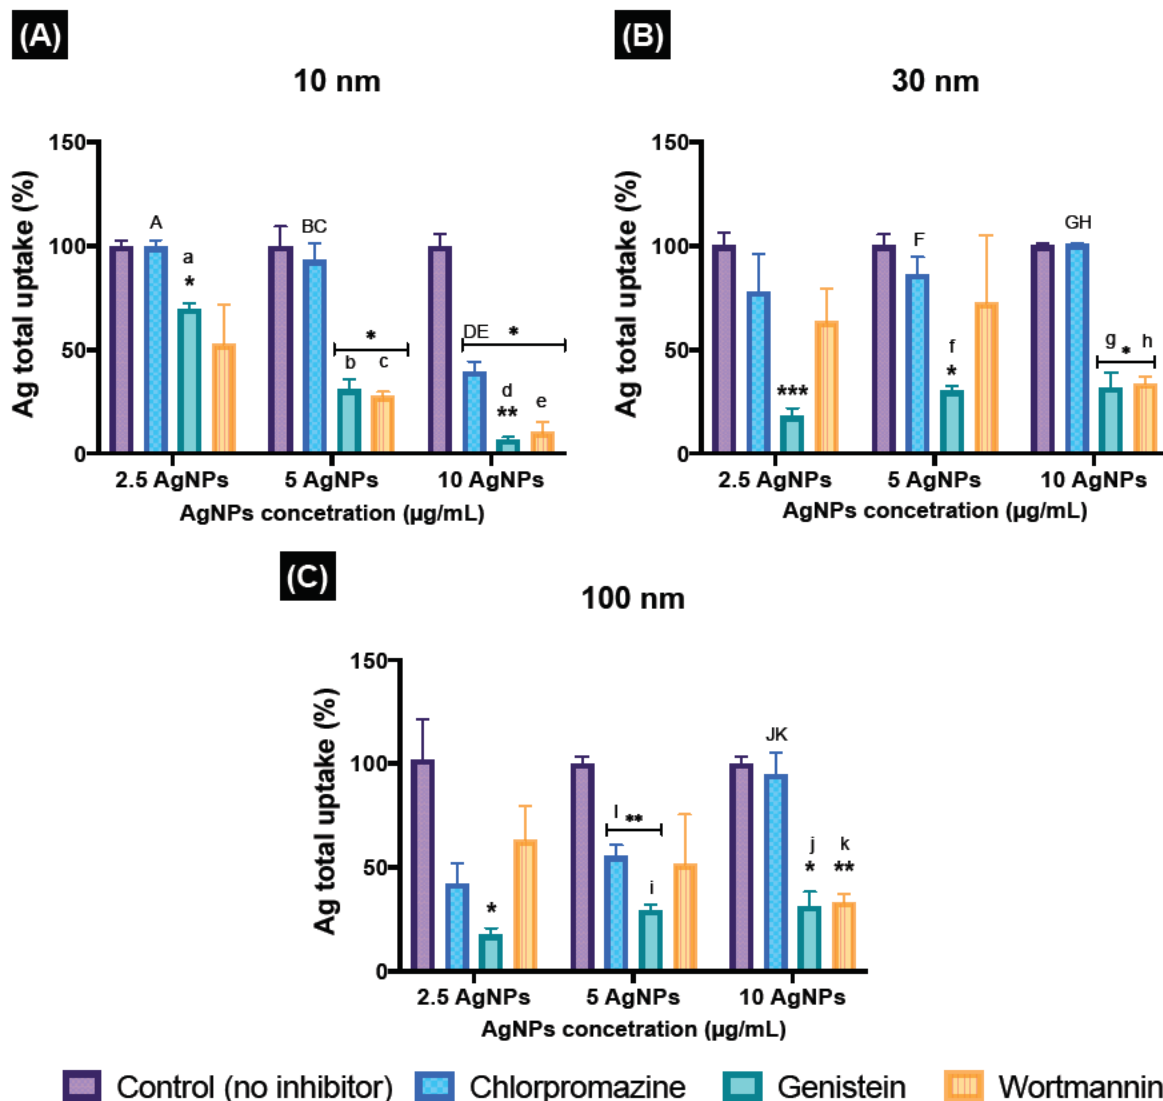 (A)
10 nm
Ag total uptake (%)
150
100
50
0
A
a
*
BC
*
b
c
DE
*
d
**
e
2.5 AgNPs 5 AgNPs 10 AgNPs
AgNPs concetration (µg/mL)
(B)
30 nm
Ag total uptake (%)
150
100
50
0
***
F
f
*
GH
g
*
h
2.5 AgNPs 5 AgNPs 10 AgNPs
AgNPs concetration (µg/mL)
(C)
100 nm
Ag total uptake (%)
150
100
50
0
*
I
**
i
JK
j
*
k
**
2.5 AgNPs 5 AgNPs 10 AgNPs
AgNPs concetration (µg/mL)
Control (no inhibitor) Chlorpromazine Genistein Wortmannin